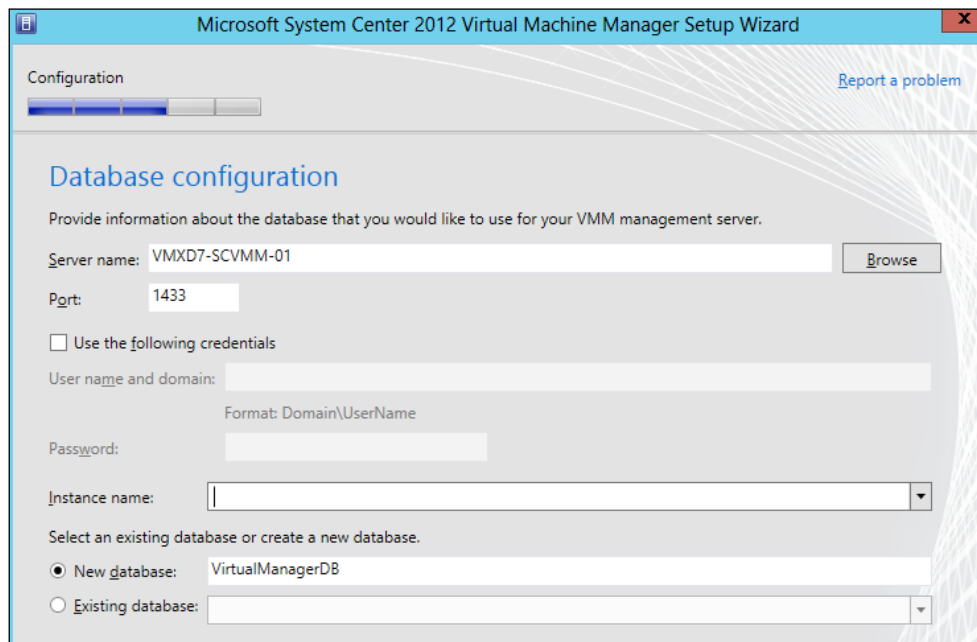 Microsoft System Center 2012 Virtual Machine Manager Setup Wizard
X
Configuration
Report a problem
Database configuration
Provide information about the database that you would like to use for your VMM management server.
Server name: VMXD7-SCVMM-01 Browse
Port: 1433
Use the following credentials
User name and domain:
Format: Domain\UserName
Password:
Instance name:
Select an existing database or create a new database.
New database: VirtualManagerDB
Existing database: